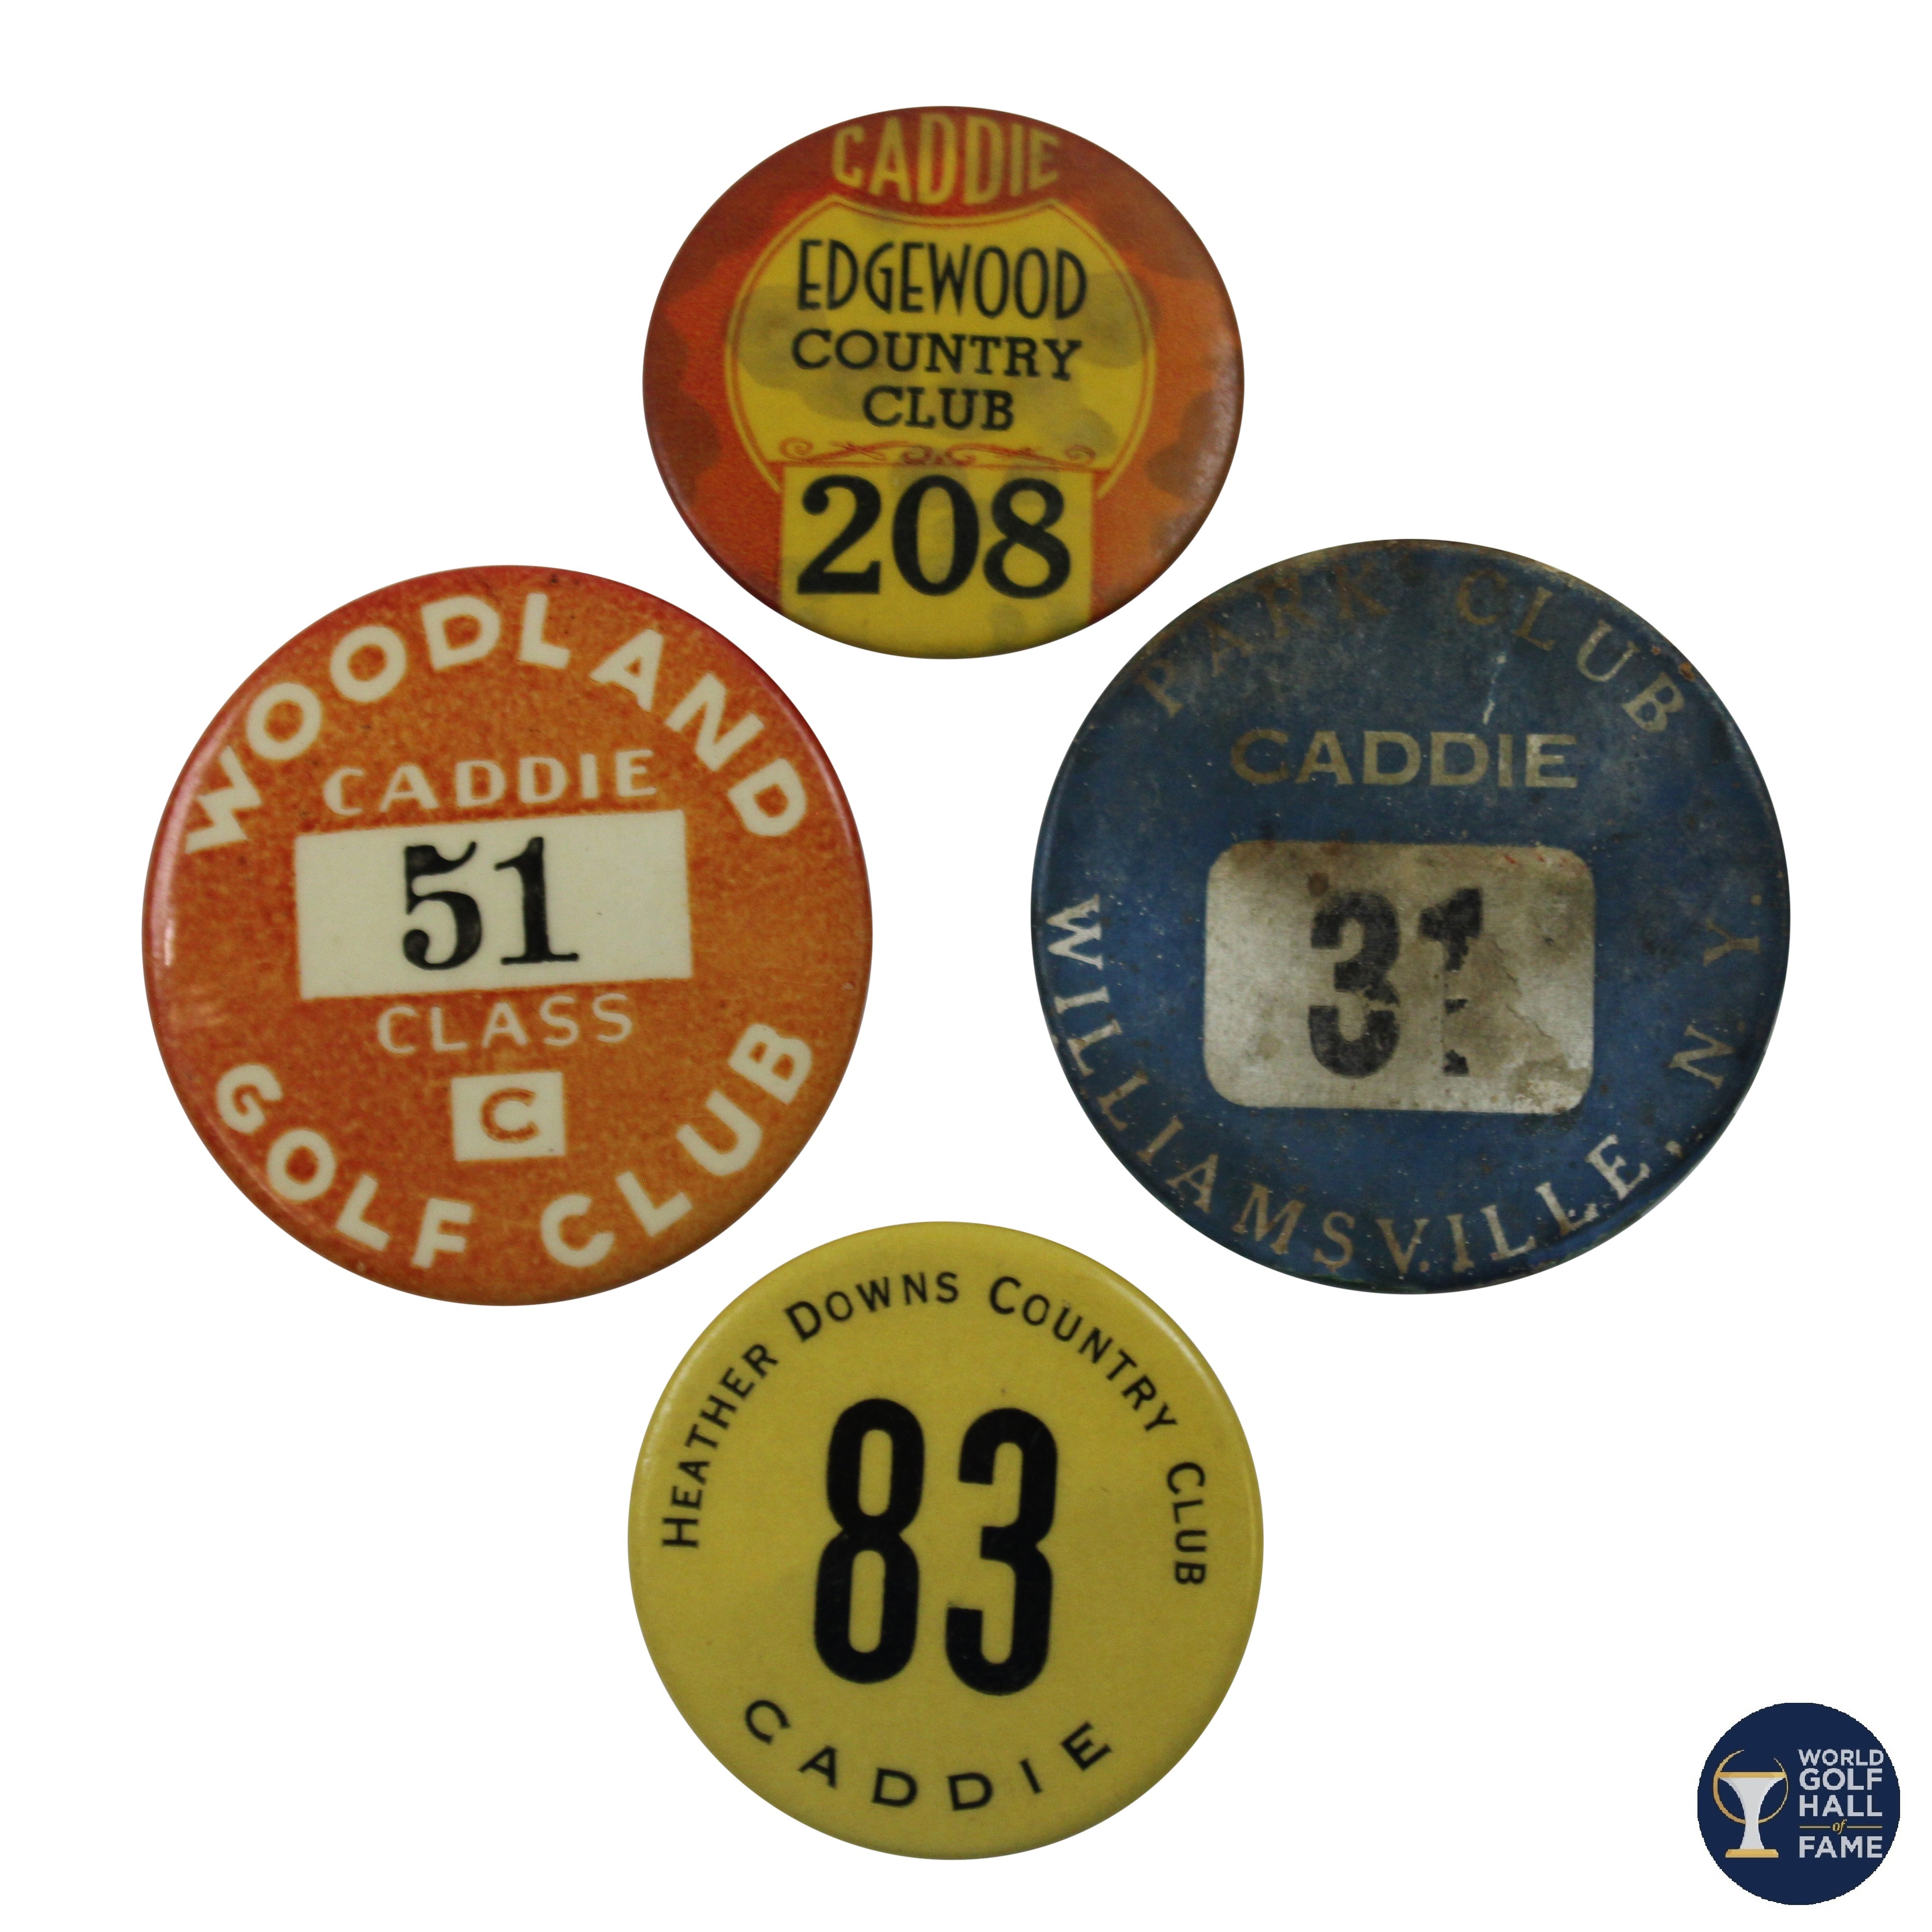 CADDIE
EDGEWOOD
COUNTRY
CLUB
208
WOODLAND
CADDIE
51
CLASS
C
GOLF CLUB
PARK CLUB
CADDIE
31
WILLIAMSVILLE, N.Y.
HEATHER DOWNS COUNTRY CLUB
83
CADDIE
WORLD
GOLF
HALL
of
FAME